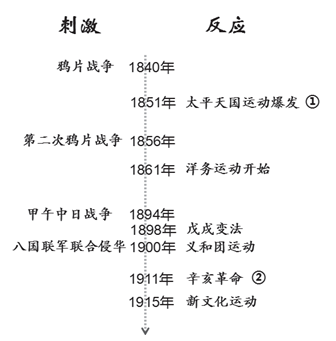 刺激 反应
鸦片战争 1840年
1851年 太平天国运动爆发 ①
第二次鸦片战争 1856年
1861年 洋务运动开始
甲午中日战争 1894年
1898年 戊戌变法
八国联军联合侵华 1900年 义和团运动
1911年 辛亥革命 ②
1915年 新文化运动